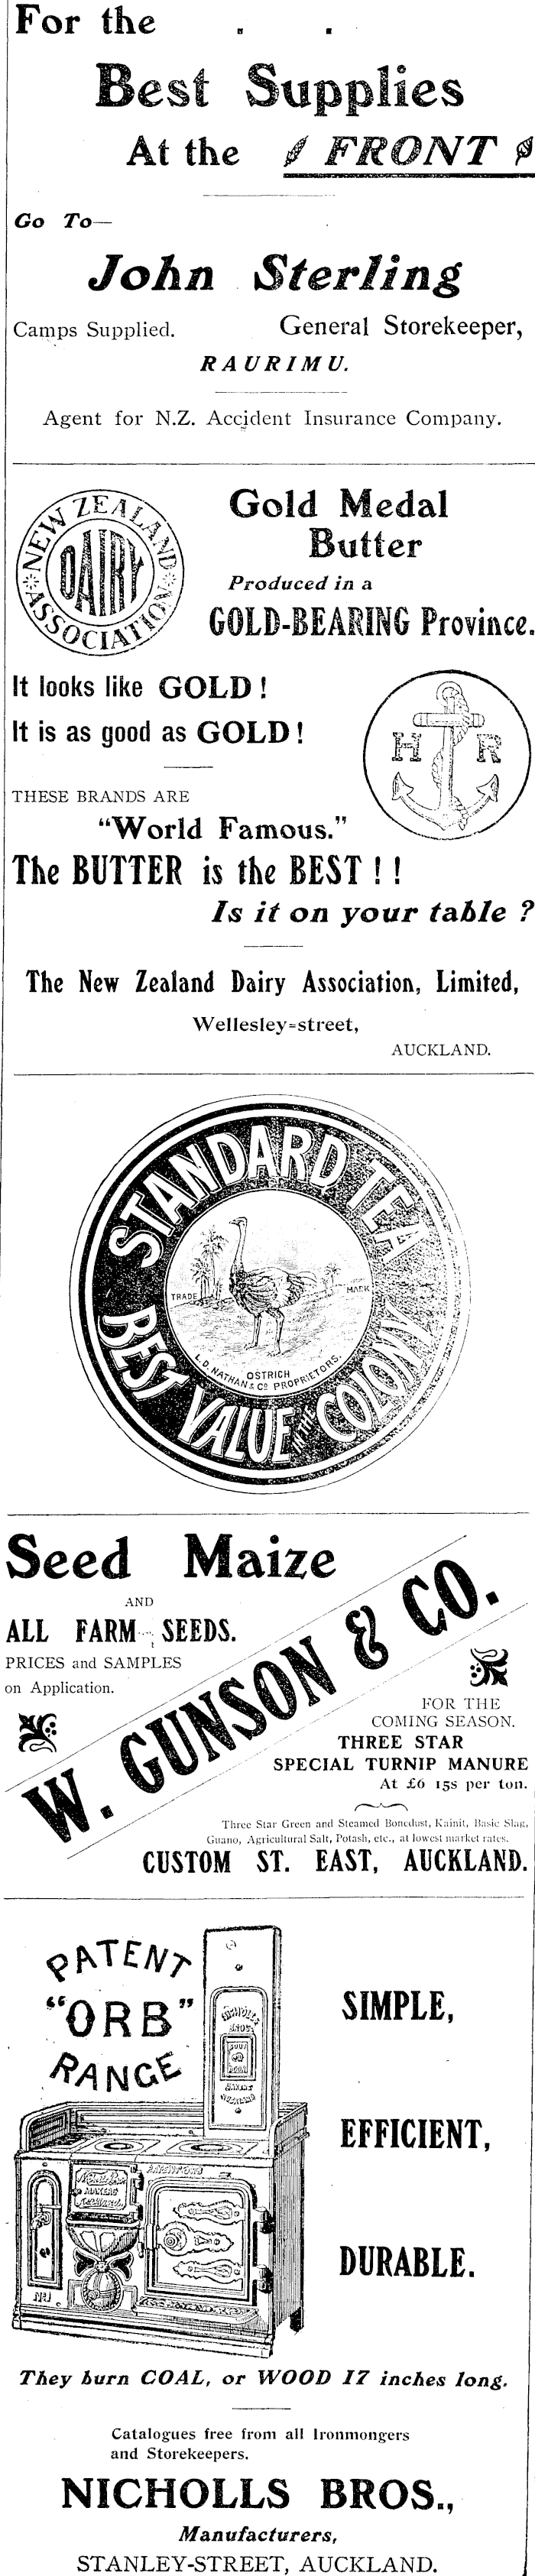 For the
Best Supplies
At the FRONT
Go To—
John Sterling
Camps Supplied. General Storekeeper,
RAURIMU.
Agent for N.Z. Accident Insurance Company.
NEW ZEALAND
DAIRY
ASSOCIATION
Gold Medal
Butter
Produced in a
GOLD-BEARING Province.
It looks like GOLD!
It is as good as GOLD!
H R
THESE BRANDS ARE
"World Famous."
The BUTTER is the BEST!!
Is it on your table?
The New Zealand Dairy Association, Limited,
Wellesley=street,
AUCKLAND.
STANDARD TEA
TRADE MARK
OSTRICH
L. D. NATHAN & Co PROPRIETORS.
BEST VALUE IN THE COLONY
Seed Maize
AND
ALL FARM SEEDS.
PRICES and SAMPLES
on Application.
W. GUNSON & CO.
FOR THE
COMING SEASON.
THREE STAR
SPECIAL TURNIP MANURE
At £6 15s per ton.
Three Star Green and Steamed Bonedust, Kainit, Basic Slag,
Guano, Agricultural Salt, Potash, etc., at lowest market rates.
CUSTOM ST. EAST, AUCKLAND.
PATENT
"ORB"
RANGE
NICHOLLS
BROS
SIMPLE,
EFFICIENT,
DURABLE.
MAKERS
No 1
They burn COAL, or WOOD 17 inches long.
Catalogues free from all Ironmongers
and Storekeepers.
NICHOLLS BROS.,
Manufacturers,
STANLEY-STREET, AUCKLAND.